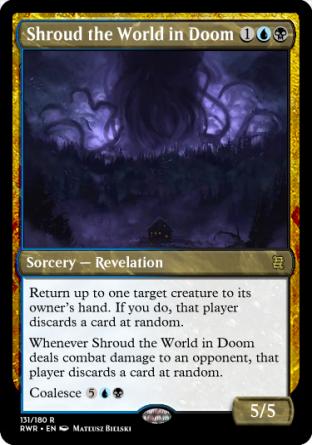 Shroud the World in Doom 1
Sorcery — Revelation
Return up to one target creature to its
owner's hand. If you do, that player
discards a card at random.
Whenever Shroud the World in Doom
deals combat damage to an opponent, that
player discards a card at random.
Coalesce 5
5/5
131/180 R
RWR • EN Mateusz Bielski